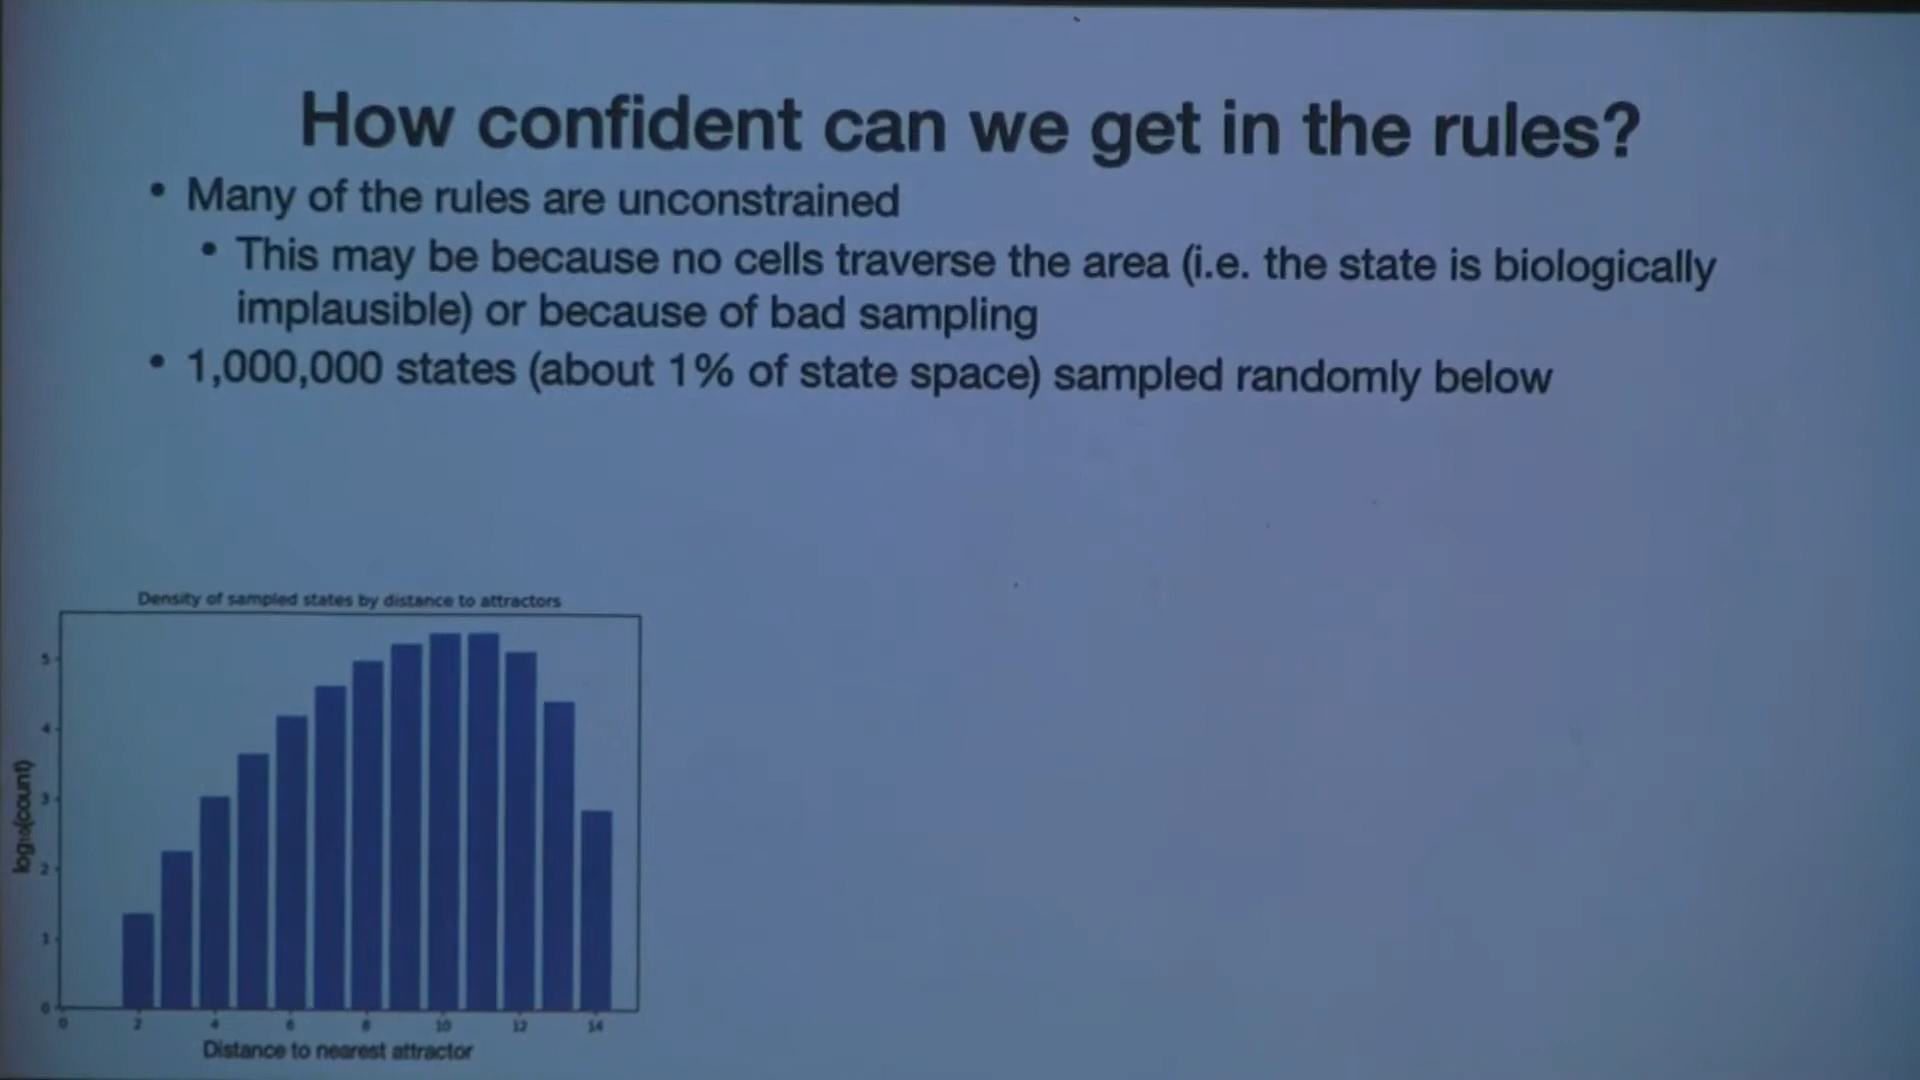 How confident can we get in the rules?
• Many of the rules are unconstrained
• This may be because no cells traverse the area (i.e. the state is biologically
implausible) or because of bad sampling
• 1,000,000 states (about 1% of state space) sampled randomly below
Density of sampled states by distance to attractors
5
4
3
2
1
0
log₁₀(count)
0 2 4 6 8 10 12 14
Distance to nearest attractor